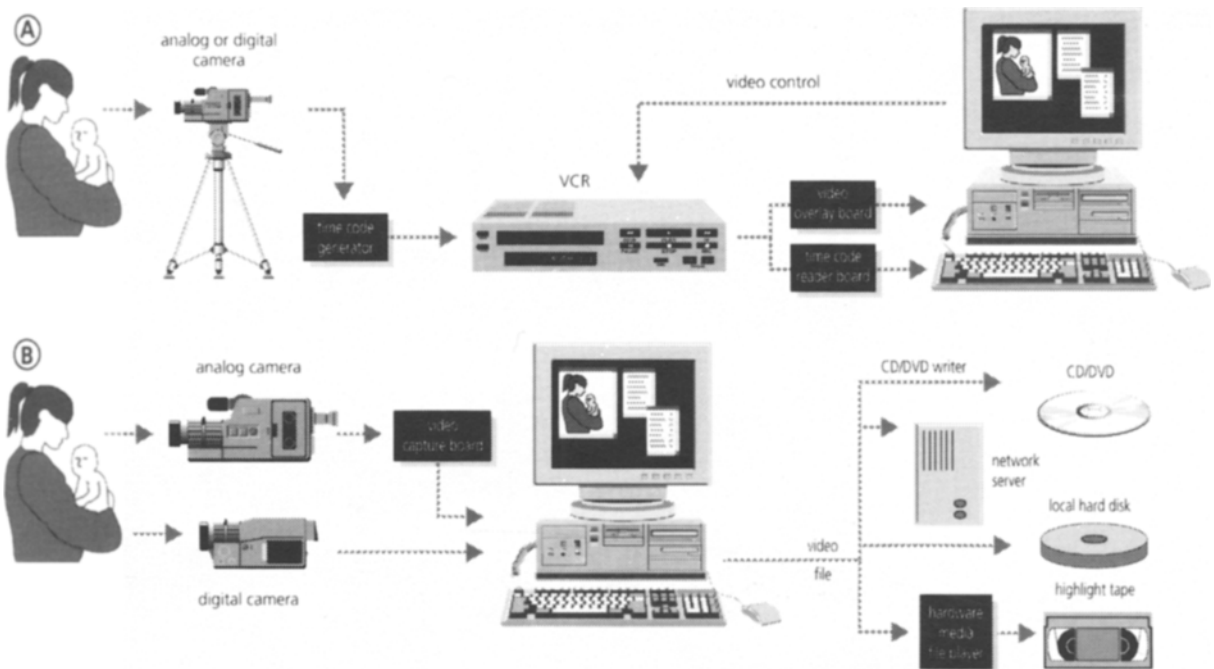 A
analog or digital
camera
video control
VCR
time code
generator
video
overlay board
time code
reader board
B
analog camera
video
capture board
digital camera
CD/DVD writer
CD/DVD
network
server
local hard disk
video
file
highlight tape
hardware
media
file player